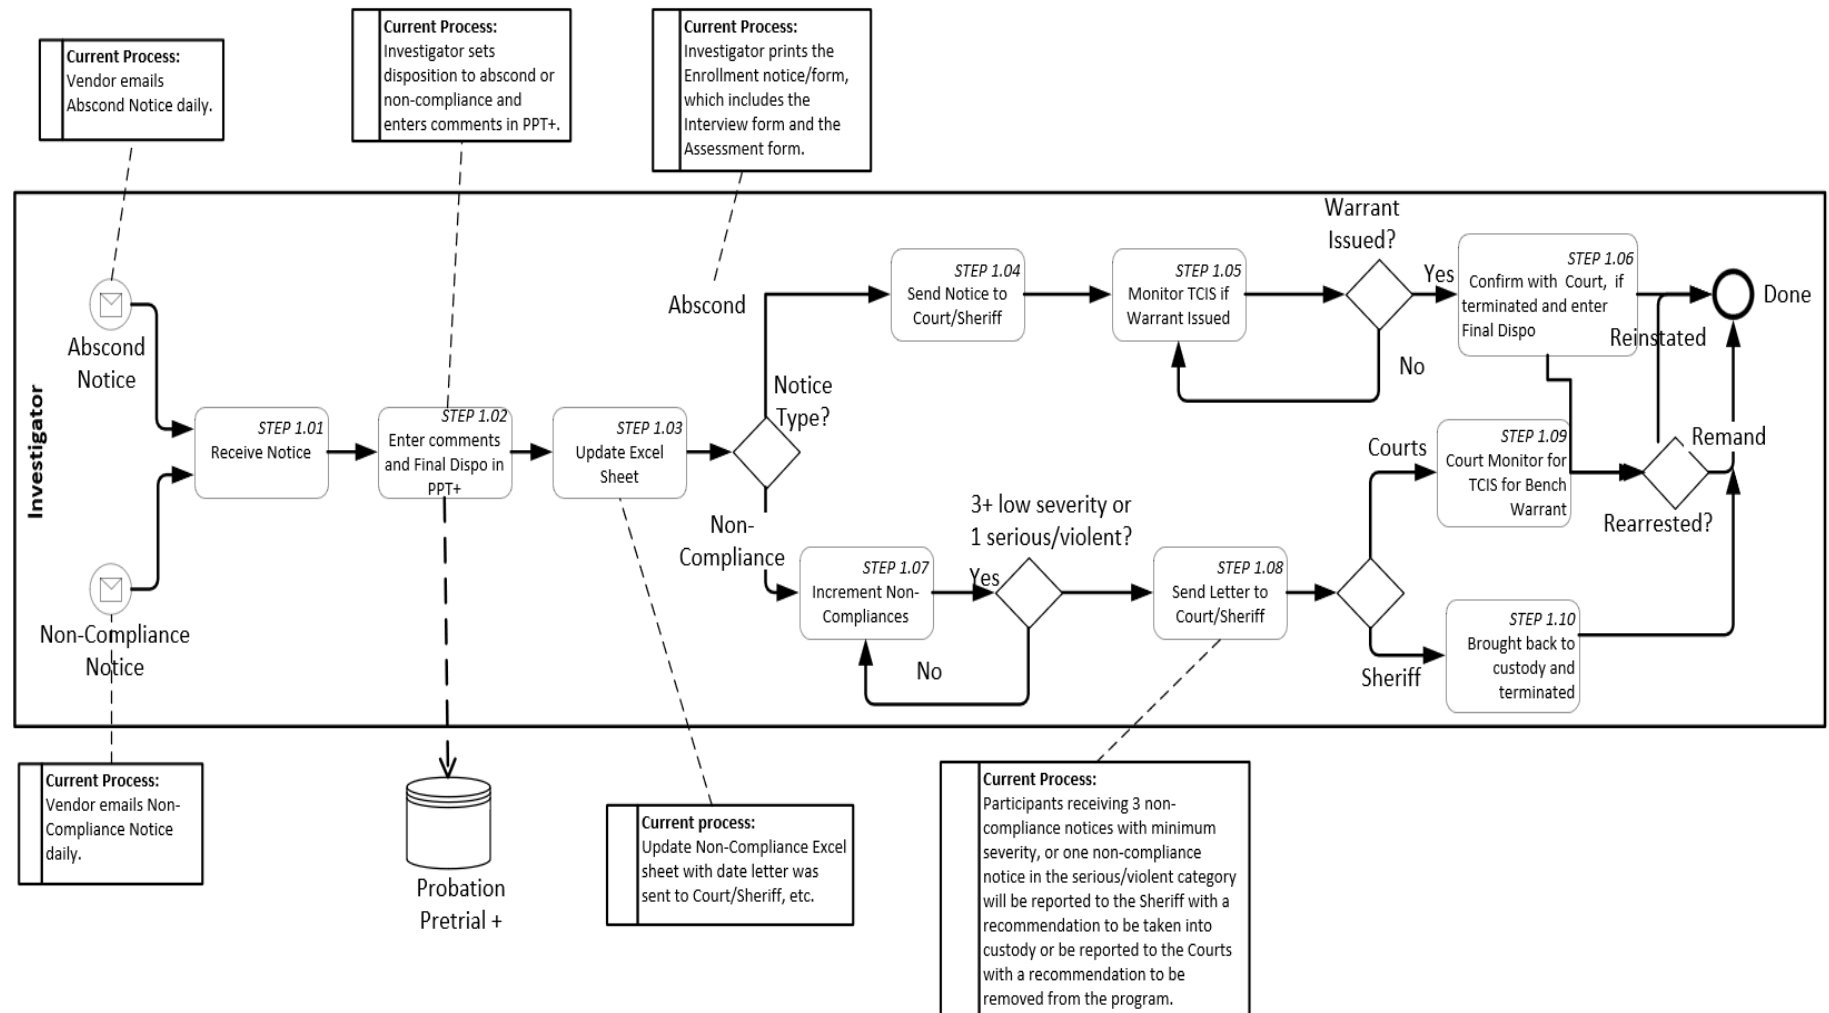 Current Process:
Vendor emails
Abscond Notice daily.
Current Process:
Investigator sets
disposition to abscond or
non-compliance and
enters comments in PPT+.
Current Process:
Investigator prints the
Enrollment notice/form,
which includes the
Interview form and the
Assessment form.
Investigator
Abscond
Notice
Non-Compliance
Notice
STEP 1.01
Receive Notice
STEP 1.02
Enter comments
and Final Dispo in
PPT+
STEP 1.03
Update Excel
Sheet
Notice
Type?
Abscond
STEP 1.04
Send Notice to
Court/Sheriff
STEP 1.05
Monitor TCIS if
Warrant Issued
Warrant
Issued?
Yes
No
STEP 1.06
Confirm with Court, if
terminated and enter
Final Dispo
Reinstated
Done
Non-
Compliance
STEP 1.07
Increment Non-
Compliances
3+ low severity or
1 serious/violent?
Yes
No
STEP 1.08
Send Letter to
Court/Sheriff
Courts
STEP 1.09
Court Monitor for
TCIS for Bench
Warrant
Remand
Rearrested?
Sheriff
STEP 1.10
Brought back to
custody and
terminated
Current Process:
Vendor emails Non-
Compliance Notice
daily.
Probation
Pretrial +
Current process:
Update Non-Compliance Excel
sheet with date letter was
sent to Court/Sheriff, etc.
Current Process:
Participants receiving 3 non-
compliance notices with minimum
severity, or one non-compliance
notice in the serious/violent category
will be reported to the Sheriff with a
recommendation to be taken into
custody or be reported to the Courts
with a recommendation to be
removed from the program.